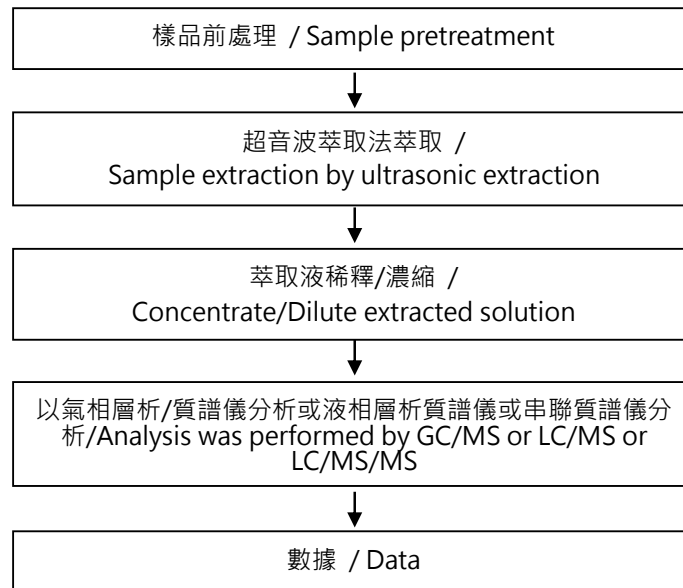 樣品前處理 / Sample pretreatment
超音波萃取法萃取 /
Sample extraction by ultrasonic extraction
萃取液稀釋/濃縮 /
Concentrate/Dilute extracted solution
以氣相層析/質譜儀分析或液相層析質譜儀或串聯質譜儀分
析/Analysis was performed by GC/MS or LC/MS or
LC/MS/MS
數據 / Data